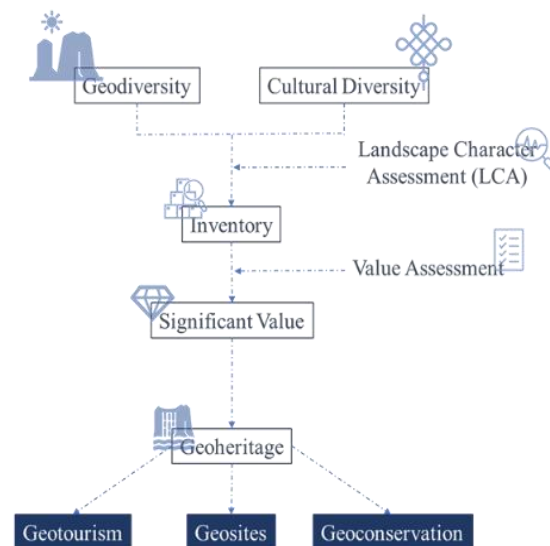 Geodiversity
Cultural Diversity
Landscape Character
Assessment (LCA)
Inventory
Value Assessment
Significant Value
Geoheritage
Geotourism
Geosites
Geoconservation